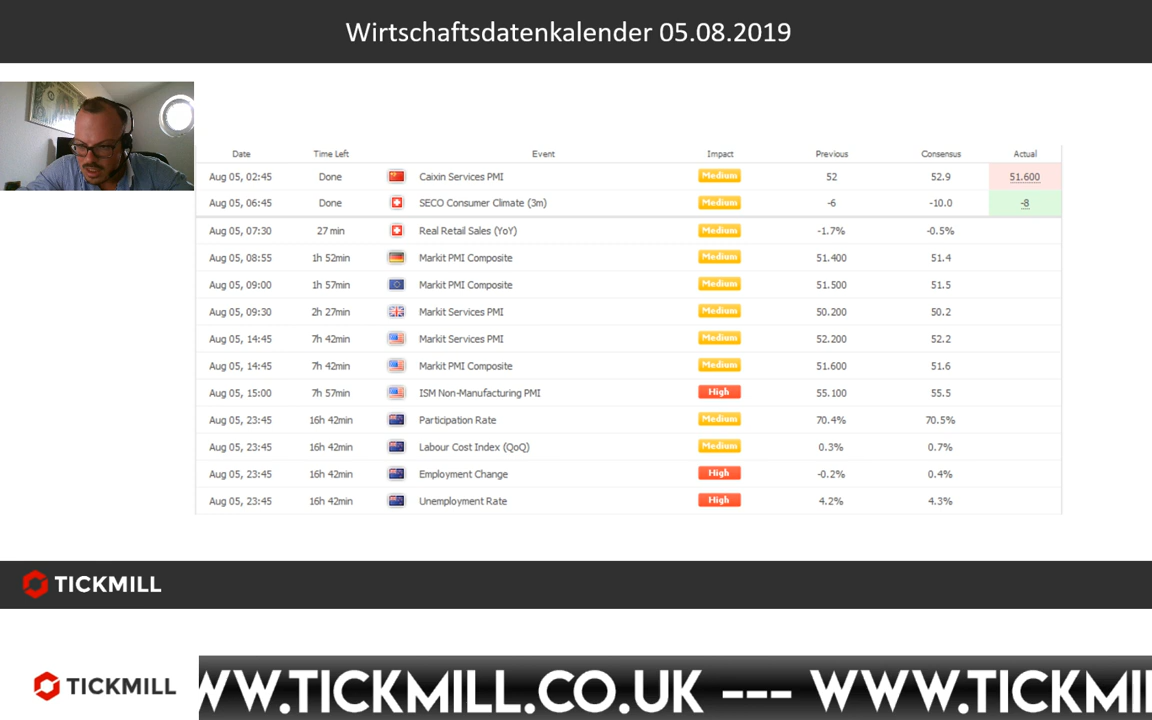 Wirtschaftsdatenkalender 05.08.2019
Date Time Left Event Impact Previous Consensus Actual
Aug 05, 02:45 Done Caixin Services PMI Medium 52 52.9 51.600
Aug 05, 06:45 Done SECO Consumer Climate (3m) Medium -6 -10.0 -8
Aug 05, 07:30 27 min Real Retail Sales (YoY) Medium -1.7% -0.5%
Aug 05, 08:55 1h 52min Markit PMI Composite Medium 51.400 51.4
Aug 05, 09:00 1h 57min Markit PMI Composite Medium 51.500 51.5
Aug 05, 09:30 2h 27min Markit Services PMI Medium 50.200 50.2
Aug 05, 14:45 7h 42min Markit Services PMI Medium 52.200 52.2
Aug 05, 14:45 7h 42min Markit PMI Composite Medium 51.600 51.6
Aug 05, 15:00 7h 57min ISM Non-Manufacturing PMI High 55.100 55.5
Aug 05, 23:45 16h 42min Participation Rate Medium 70.4% 70.5%
Aug 05, 23:45 16h 42min Labour Cost Index (QoQ) Medium 0.3% 0.7%
Aug 05, 23:45 16h 42min Employment Change High -0.2% 0.4%
Aug 05, 23:45 16h 42min Unemployment Rate High 4.2% 4.3%
TICKMILL
TICKMILL WW.TICKMILL.CO.UK --- WWW.TICKMILL